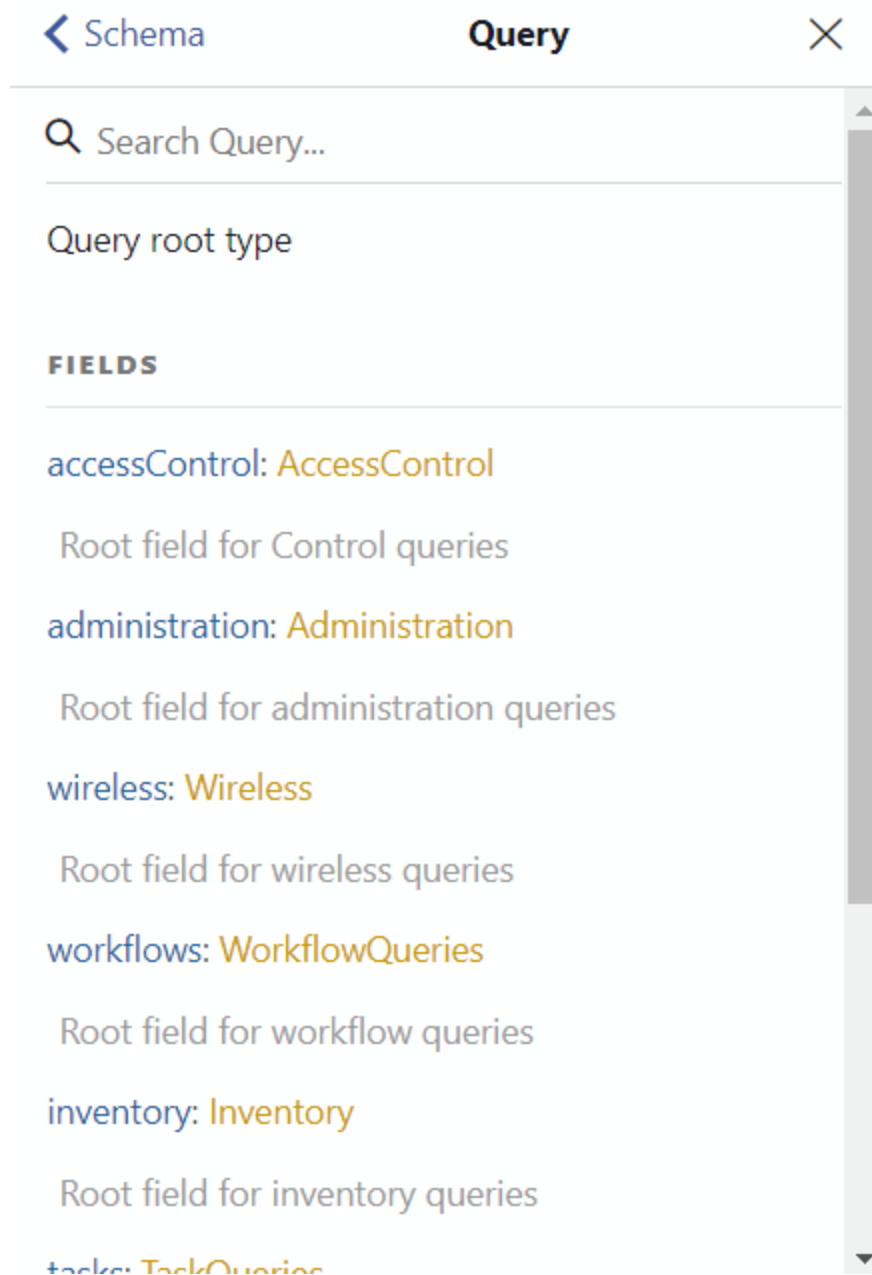 Schema Query
Search Query...
Query root type
FIELDS
accessControl: AccessControl
Root field for Control queries
administration: Administration
Root field for administration queries
wireless: Wireless
Root field for wireless queries
workflows: WorkflowQueries
Root field for workflow queries
inventory: Inventory
Root field for inventory queries
tasks: TaskQueries